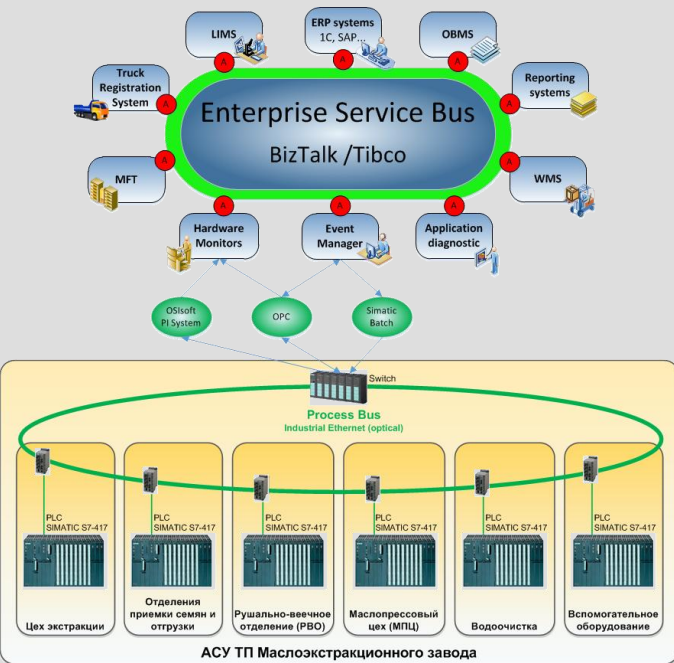 LIMS
ERP systems
1C, SAP...
OBMS
Truck
Registration
System
Reporting
systems
A
A
A
A
A
Enterprise Service Bus
BizTalk /Tibco
MFT
A
A
WMS
A
A
A
Hardware
Monitors
Event
Manager
Application
diagnostic
OSIsoft
PI System
OPC
Simatic
Batch
Switch
Process Bus
Industrial Ethernet (optical)
PLC
SIMATIC S7-417
PLC
SIMATIC S7-417
PLC
SIMATIC S7-417
PLC
SIMATIC S7-417
PLC
SIMATIC S7-417
PLC
SIMATIC S7-417
Цех экстракции
Отделения
приемки семян и
отгрузки
Рушально-веечное
отделение (РВО)
Маслопрессовый
цех (МПЦ)
Водоочистка
Вспомогательное
оборудование
АСУ ТП Маслоэкстракционного завода